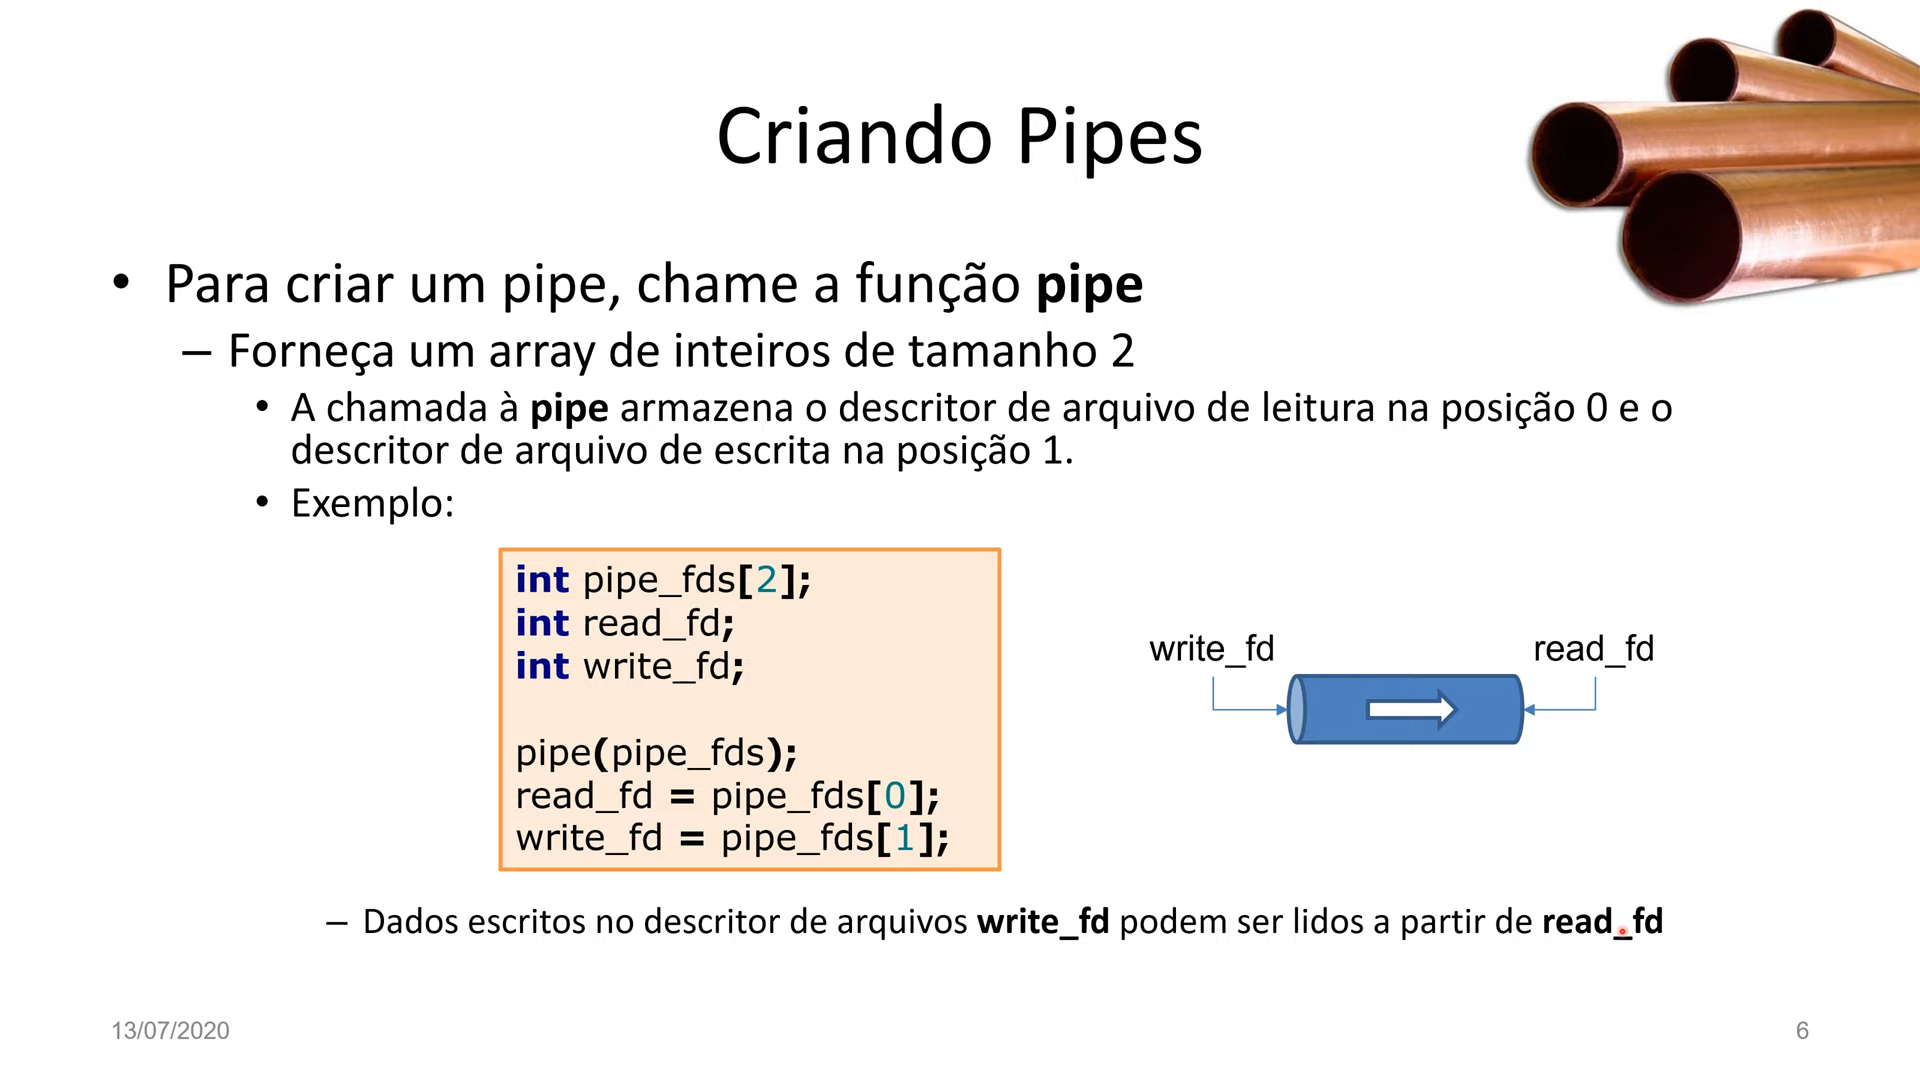 Criando Pipes
• Para criar um pipe, chame a função pipe
– Forneça um array de inteiros de tamanho 2
• A chamada à pipe armazena o descritor de arquivo de leitura na posição 0 e o
descritor de arquivo de escrita na posição 1.
• Exemplo:
int pipe_fds[2];
int read_fd;
int write_fd;
pipe(pipe_fds);
read_fd = pipe_fds[0];
write_fd = pipe_fds[1];
write_fd
read_fd
– Dados escritos no descritor de arquivos write_fd podem ser lidos a partir de read_fd
13/07/2020
6